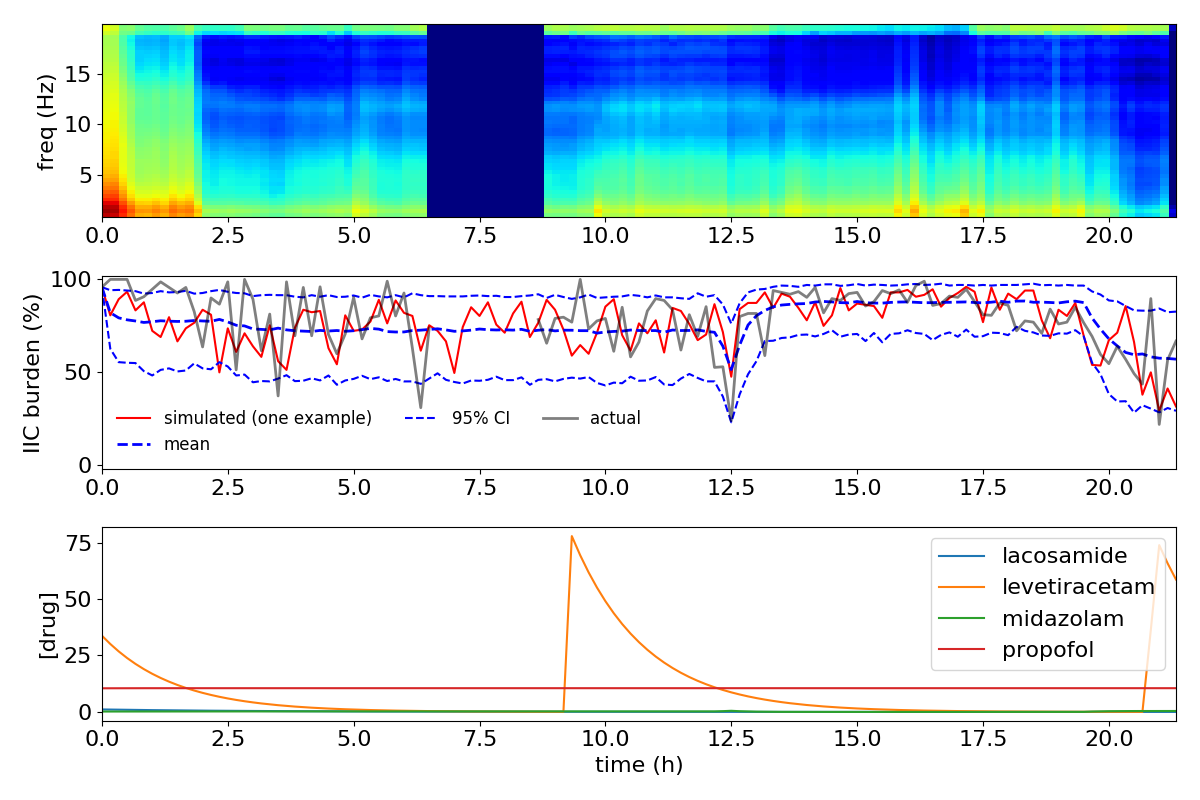 freq (Hz)
15
10
5
0.0 2.5 5.0 7.5 10.0 12.5 15.0 17.5 20.0
IIC burden (%)
100
50
0
simulated (one example) 95% CI actual
mean
0.0 2.5 5.0 7.5 10.0 12.5 15.0 17.5 20.0
[drug]
75
50
25
0
lacosamide
levetiracetam
midazolam
propofol
0.0 2.5 5.0 7.5 10.0 12.5 15.0 17.5 20.0
time (h)